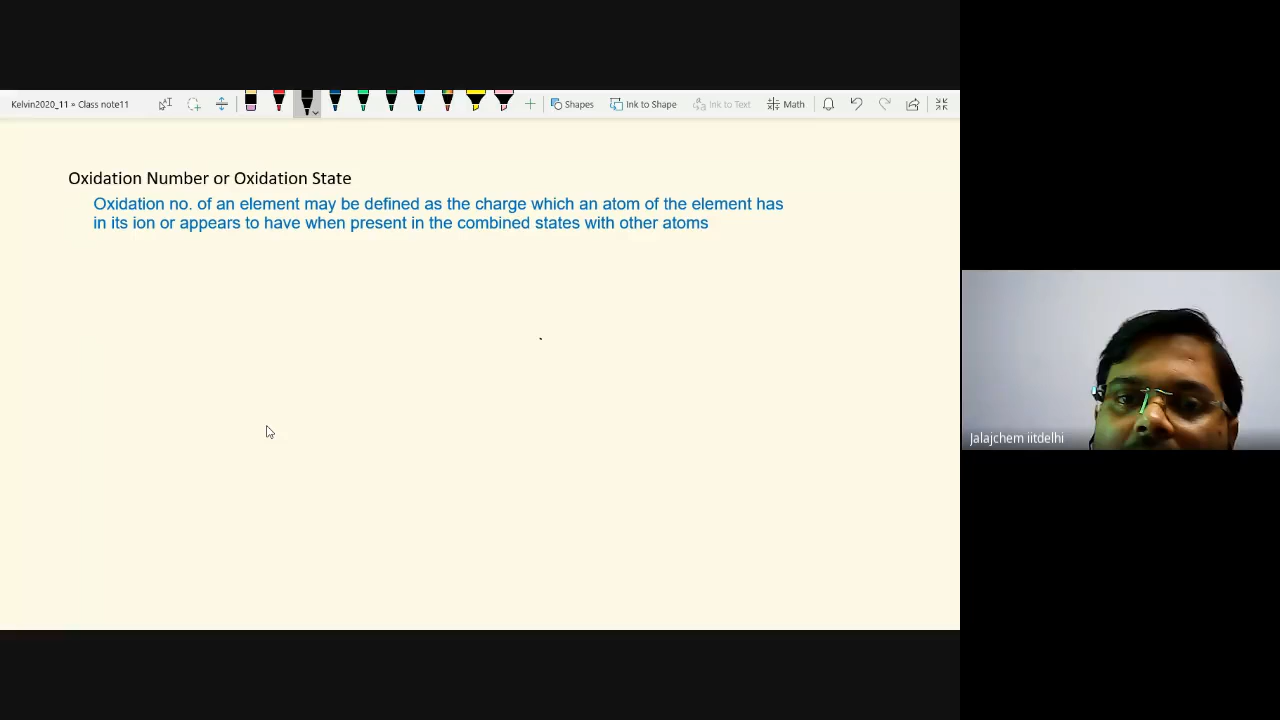 Kelvin2020_11 » Class note11
Shapes
Ink to Shape
Ink to Text
Math
Oxidation Number or Oxidation State
Oxidation no. of an element may be defined as the charge which an atom of the element has
in its ion or appears to have when present in the combined states with other atoms
Jalajchem iitdelhi